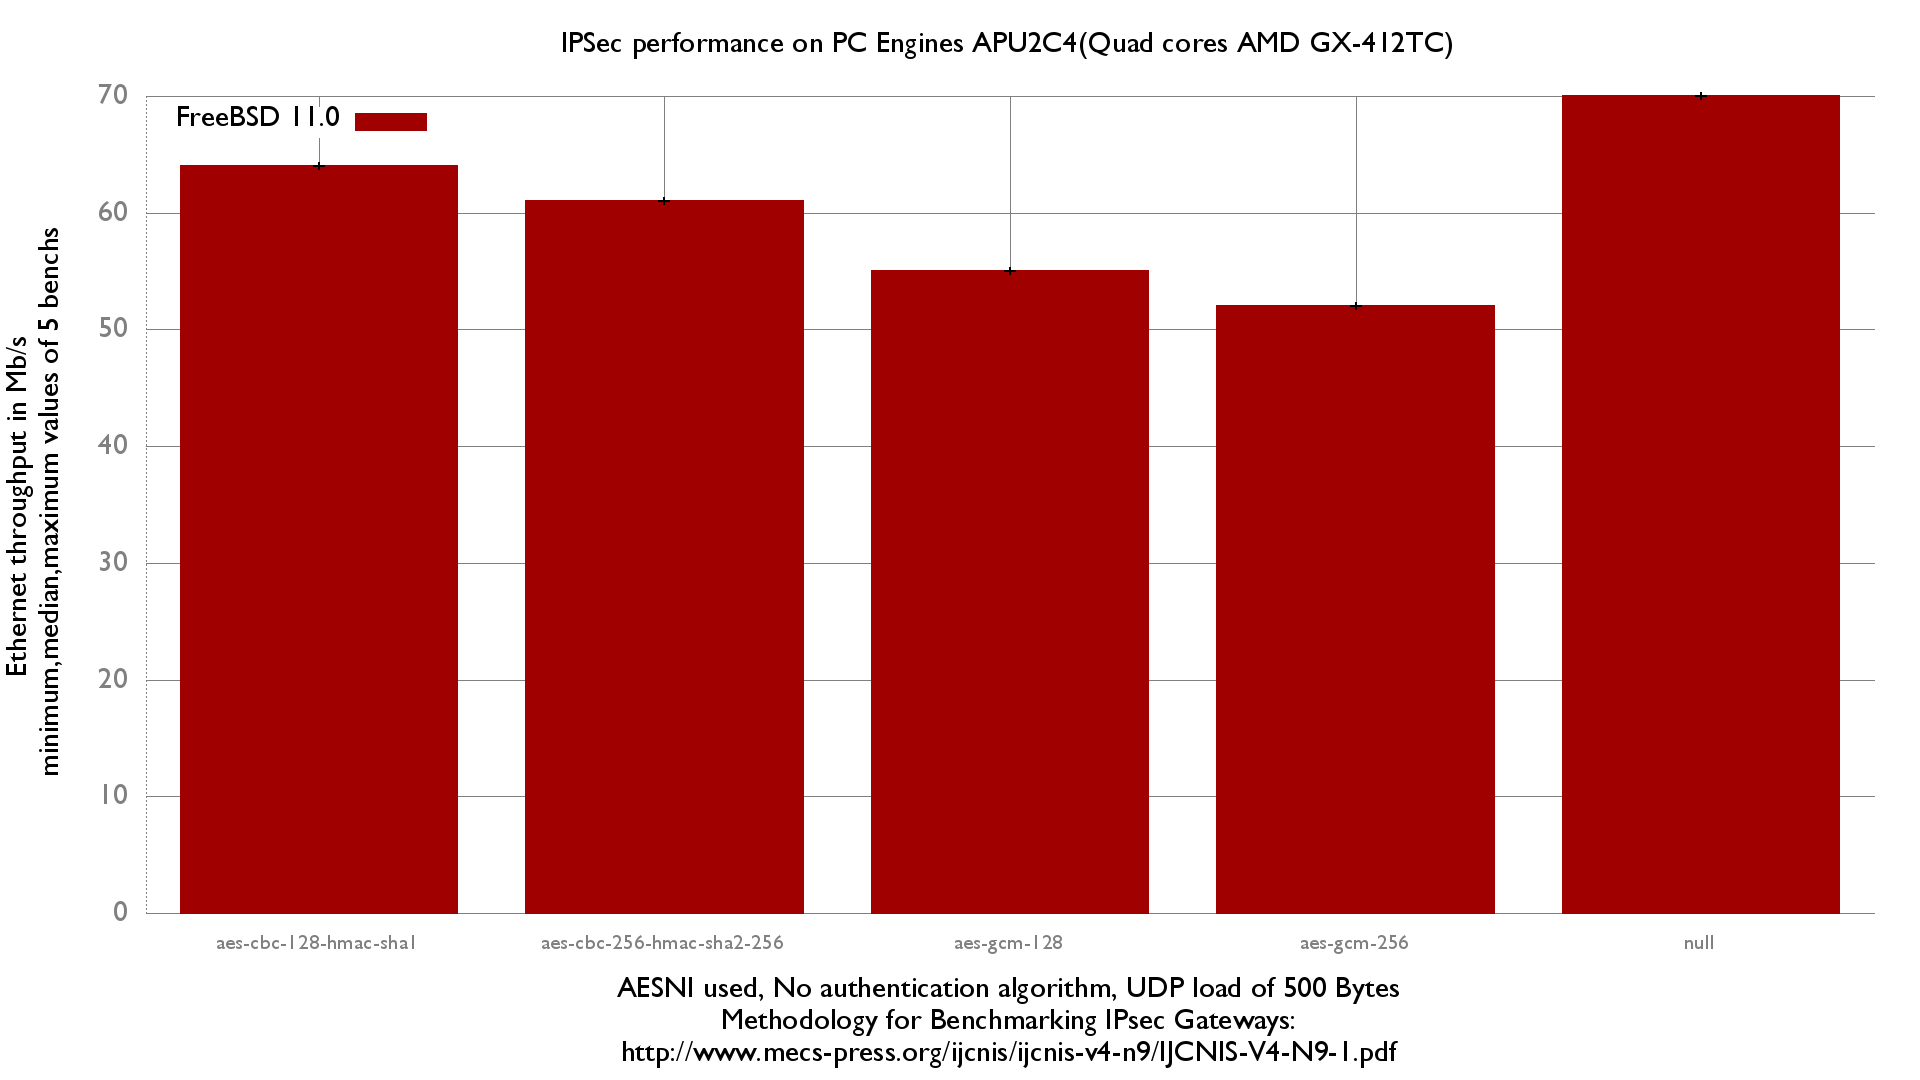 IPSec performance on PC Engines APU2C4(Quad cores AMD GX-412TC)
FreeBSD 11.0
70
60
50
40
30
20
10
0
Ethernet throughput in Mb/s
minimum,median,maximum values of 5 benchs
aes-cbc-128-hmac-sha1
aes-cbc-256-hmac-sha2-256
aes-gcm-128
aes-gcm-256
null
AESNI used, No authentication algorithm, UDP load of 500 Bytes
Methodology for Benchmarking IPsec Gateways:
http://www.mecs-press.org/ijcnis/ijcnis-v4-n9/IJCNIS-V4-N9-1.pdf